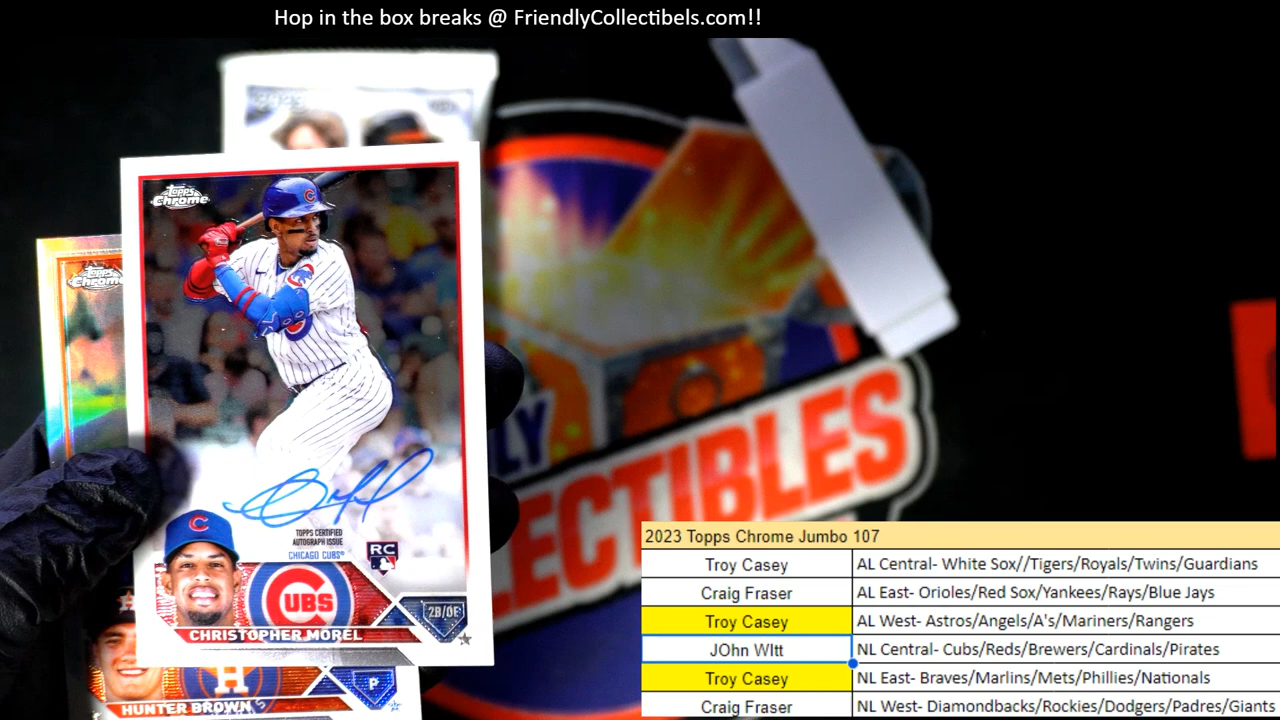 Hop in the box breaks @ FriendlyCollectibels.com!!
Topps
Chrome
Topps
Chrome
C
TOPPS CERTIFIED
AUTOGRAPH ISSUE
CHICAGO CUBS®
RC
C
CUBS
2B/OF
CHRISTOPHER MOREL
H
P
HUNTER BROWN
LY
LECTIBLES
2023 Topps Chrome Jumbo 107
Troy Casey AL Central- White Sox//Tigers/Royals/Twins/Guardians
Craig Fraser AL East- Orioles/Red Sox/Yankees/Rays/Blue Jays
Troy Casey AL West- Astros/Angels/A's/Mariners/Rangers
JOhn WItt NL Central- Cubs/Reds/Brewers/Cardinals/Pirates
Troy Casey NL East- Braves/Marlins/Mets/Phillies/Nationals
Craig Fraser NL West- Diamondbacks/Rockies/Dodgers/Padres/Giants